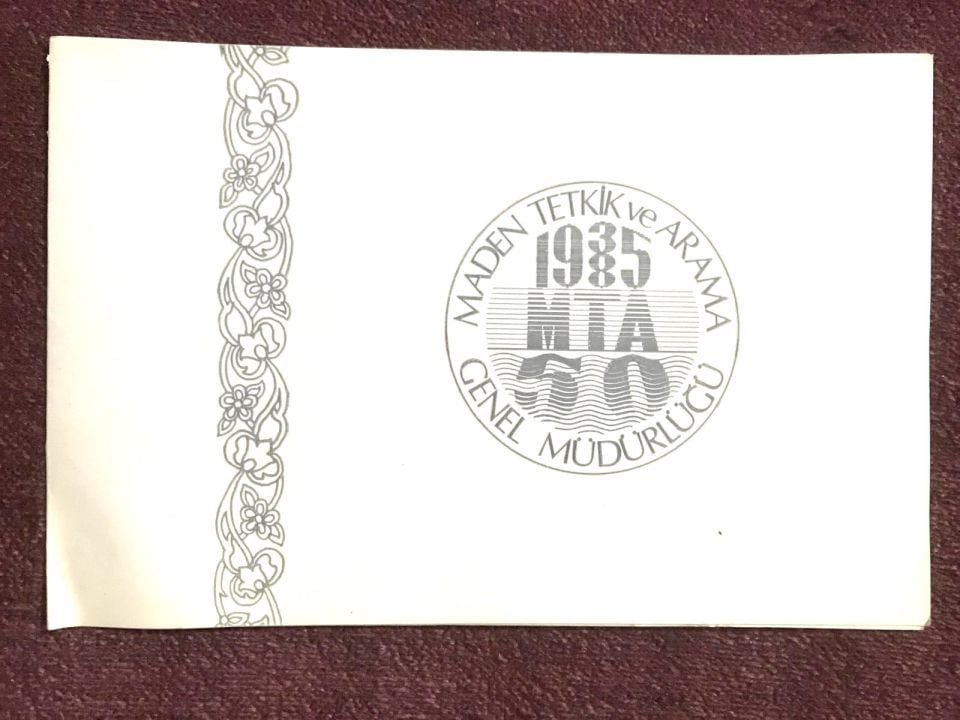 MADEN TETKİK ve ARAMA
1935
1985
MTA
50
GENEL MÜDÜRLÜĞÜ